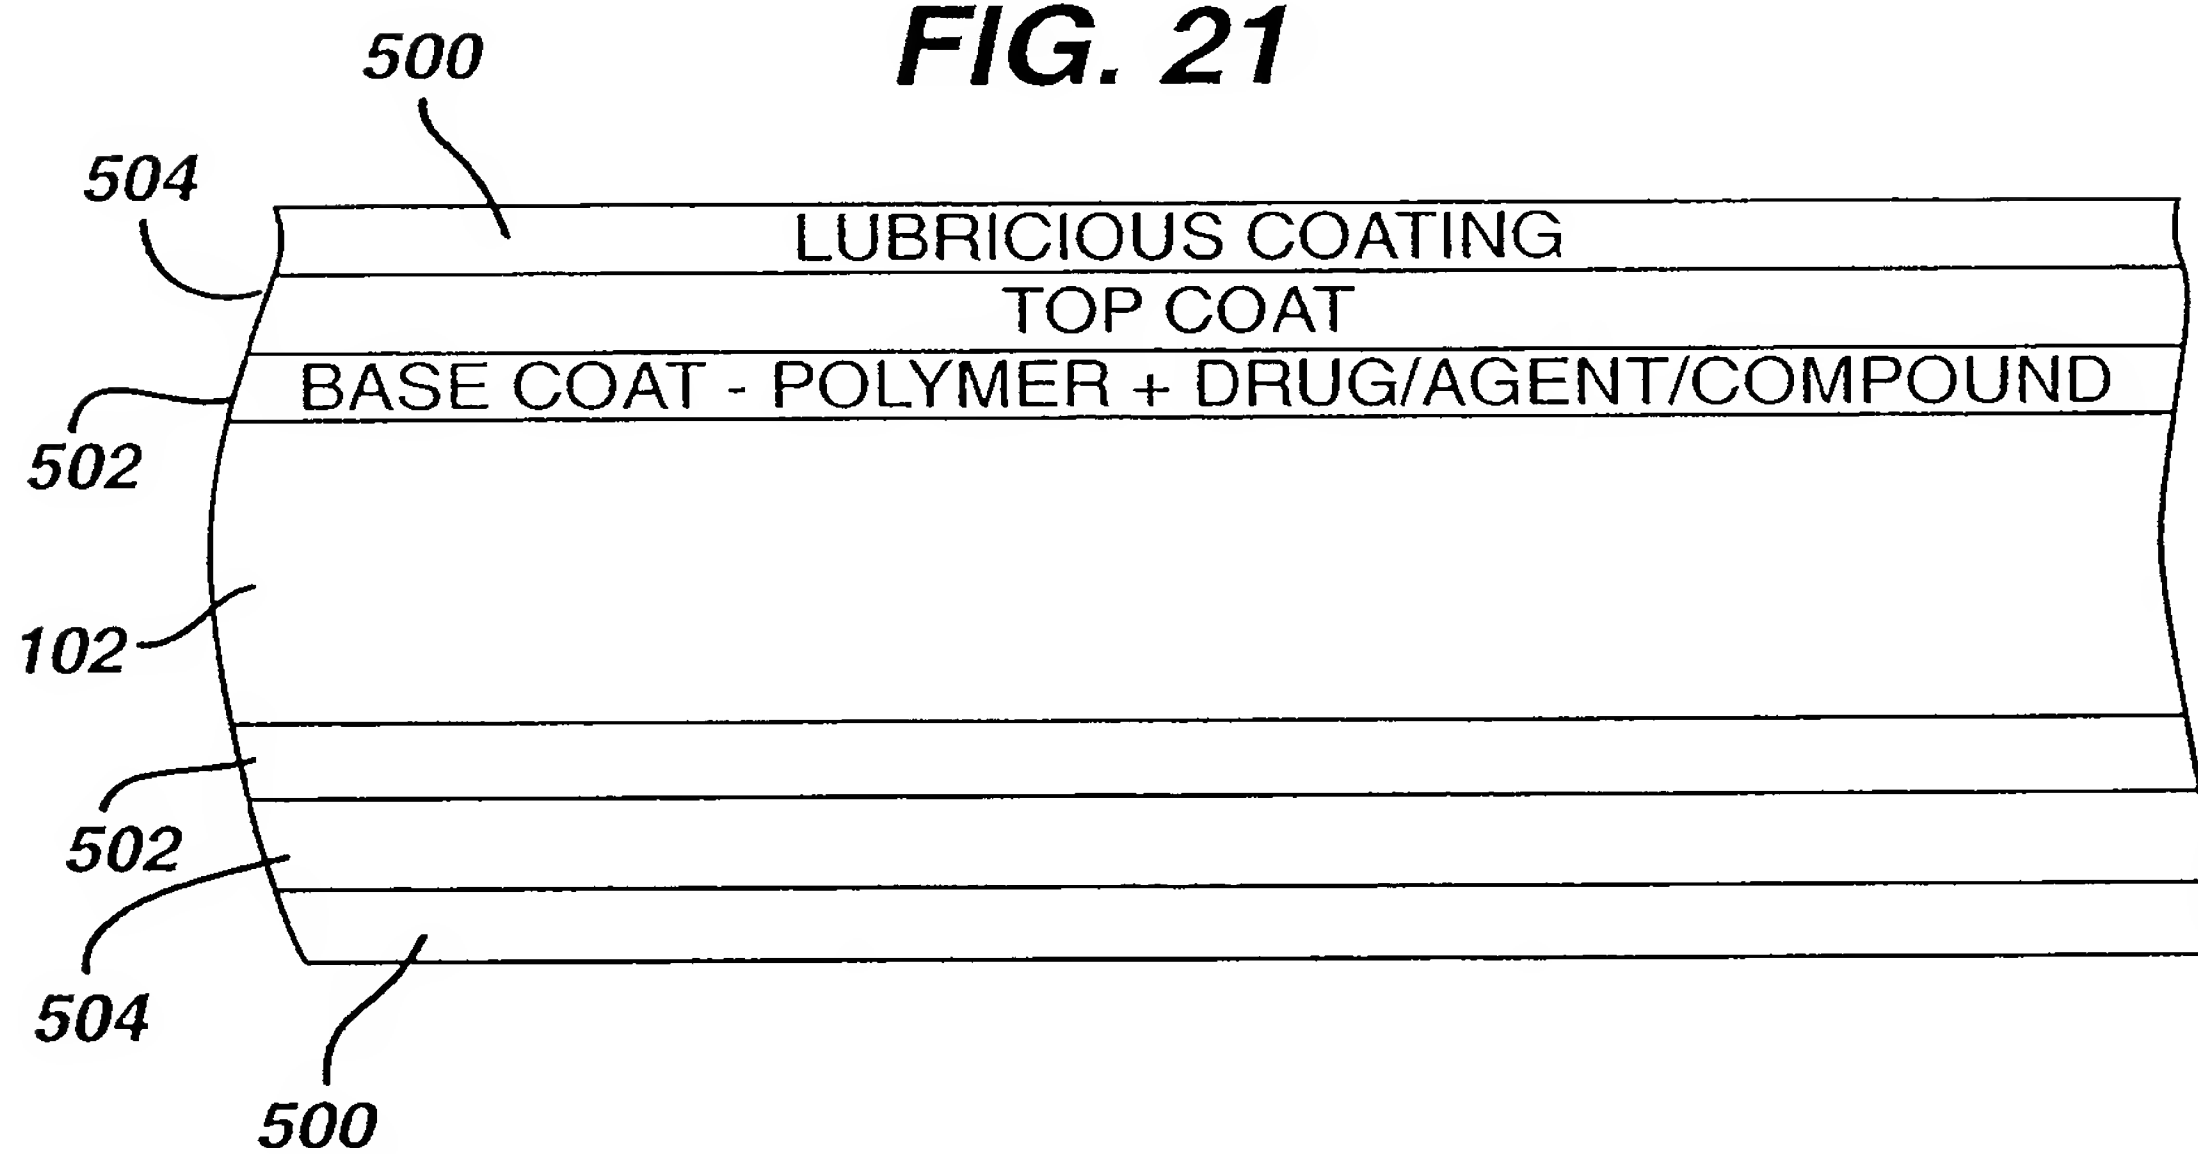 FIG. 21
500
504
LUBRICIOUS COATING
TOP COAT
BASE COAT - POLYMER + DRUG/AGENT/COMPOUND
502
102
502
504
500